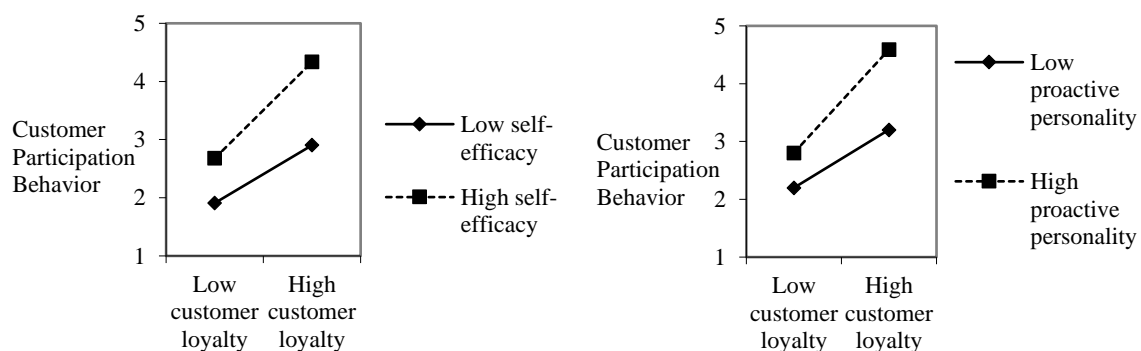 5
4
3
2
1
Customer
Participation
Behavior
Low
customer
loyalty
High
customer
loyalty
Low self-
efficacy
High self-
efficacy
5
4
3
2
1
Customer
Participation
Behavior
Low
customer
loyalty
High
customer
loyalty
Low
proactive
personality
High
proactive
personality